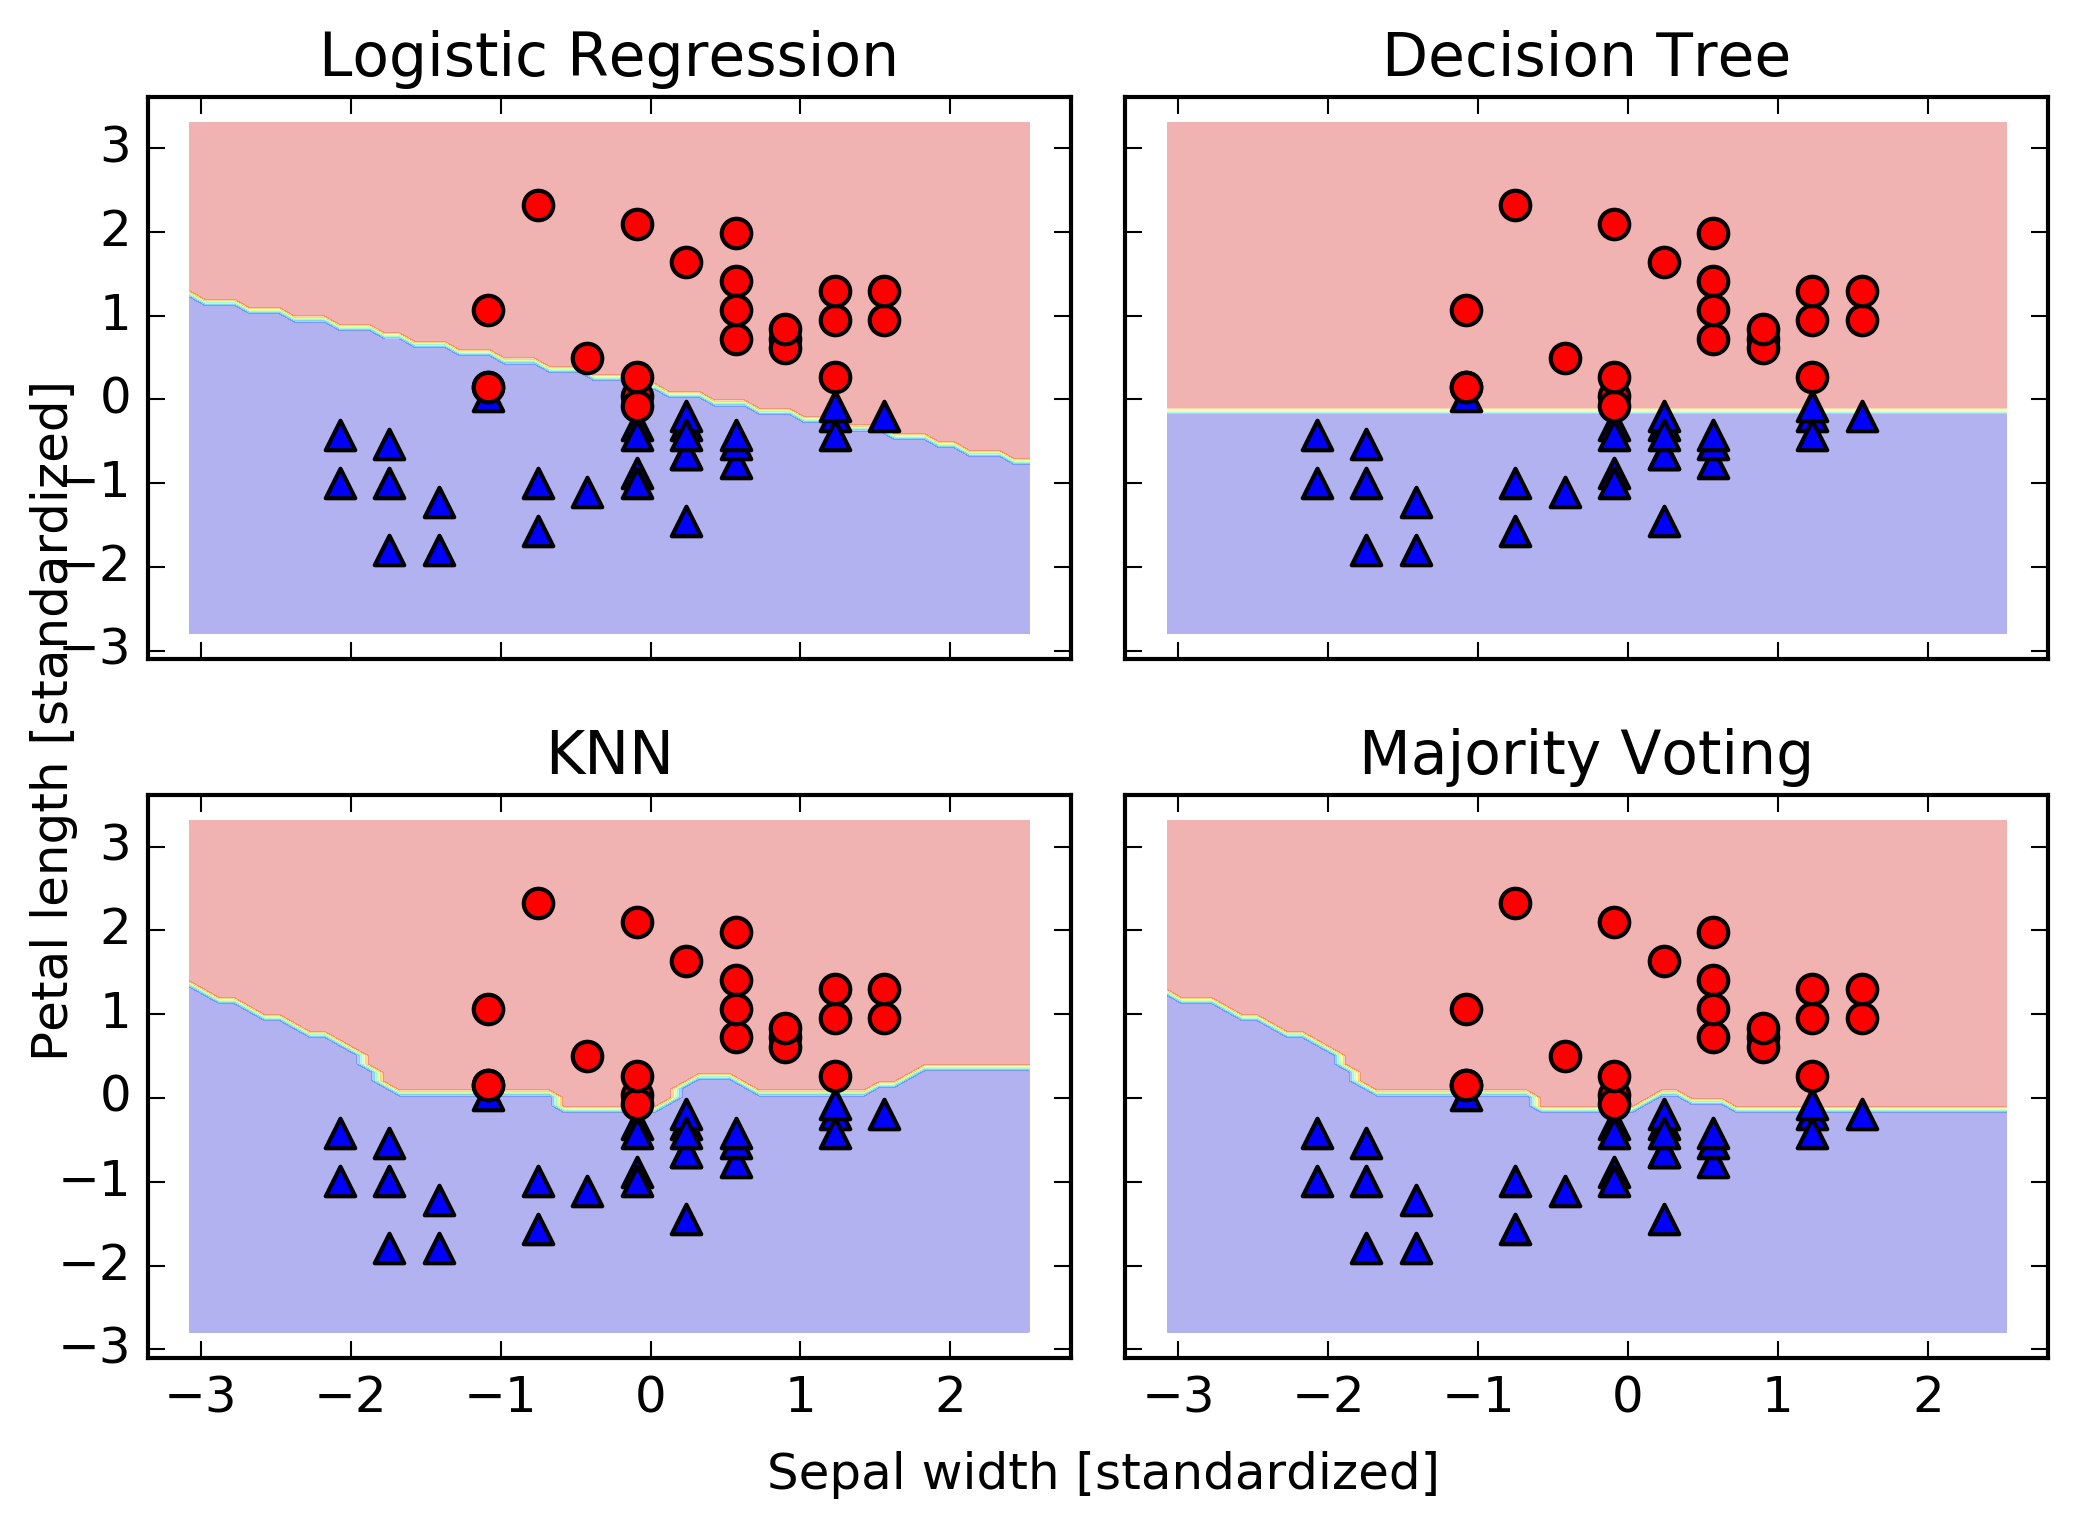 Logistic Regression
Decision Tree
3
2
1
0
−1
−2
−3
KNN
Majority Voting
3
2
1
0
−1
−2
−3
−3 −2 −1 0 1 2
−3 −2 −1 0 1 2
Petal length [standardized]
Sepal width [standardized]